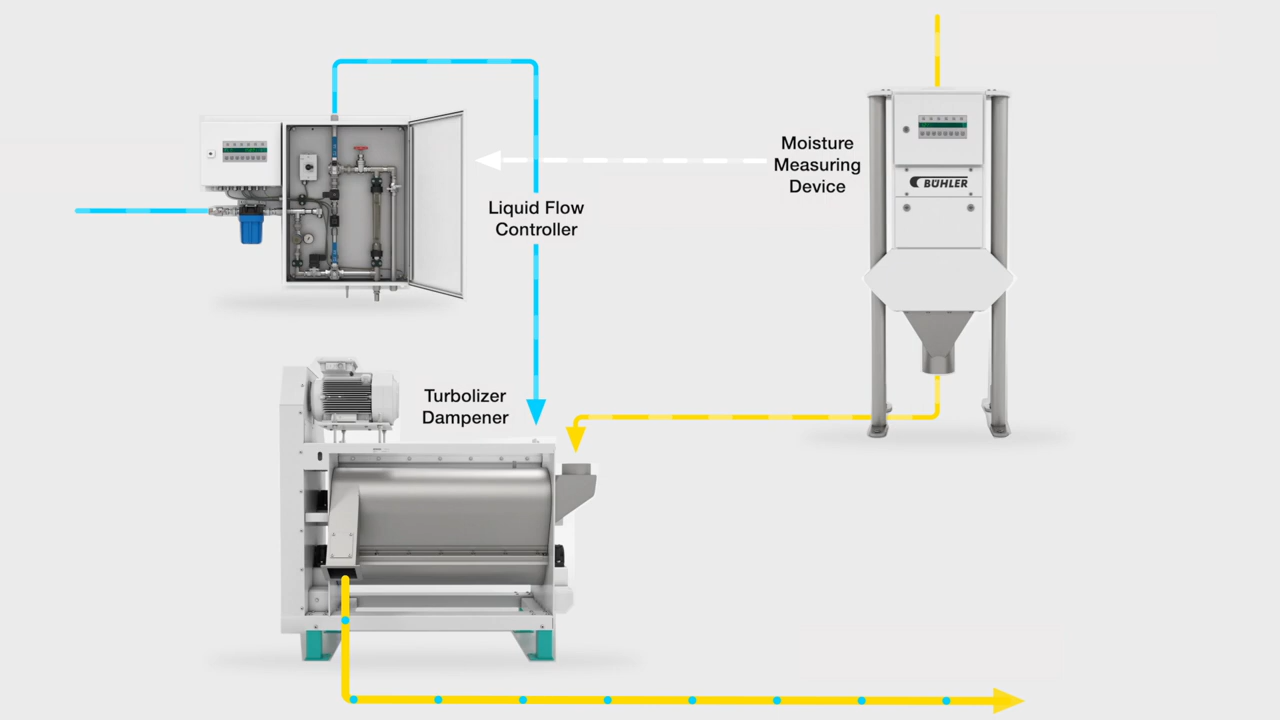 Moisture
Measuring
Device
BÜHLER
Liquid Flow
Controller
Turbolizer
Dampener